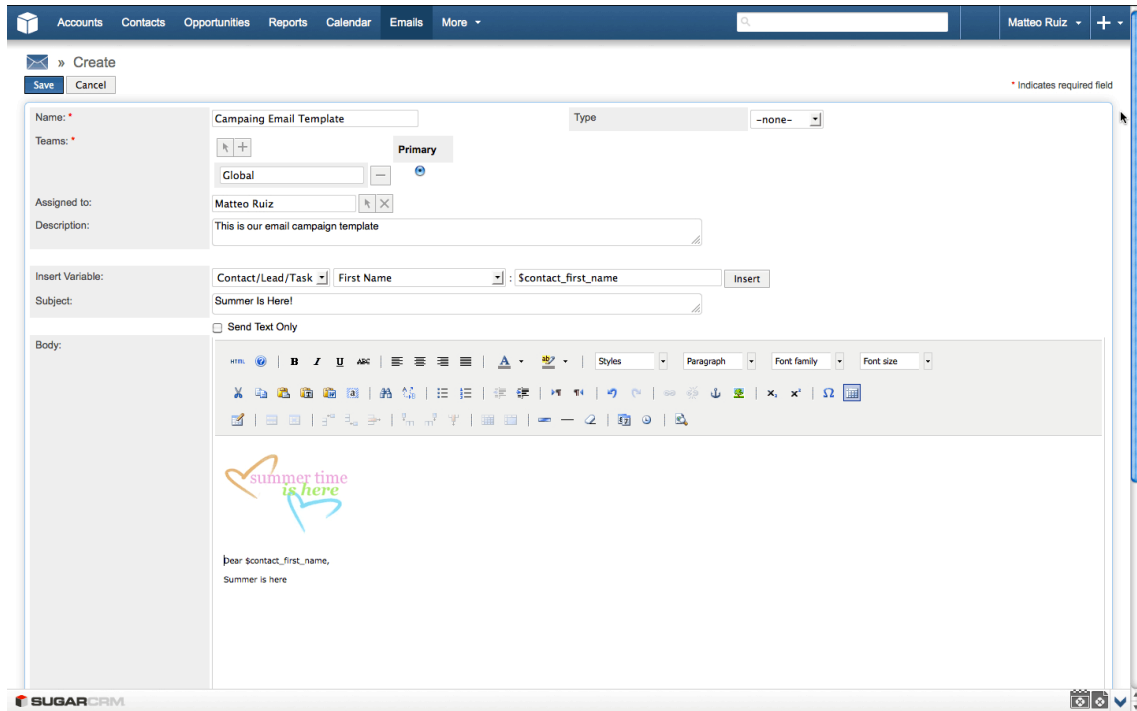 Accounts Contacts Opportunities Reports Calendar Emails More Matteo Ruiz
» Create
Save Cancel * Indicates required field
Name: * Campaing Email Template Type -none-
Teams: * Primary
Global
Assigned to: Matteo Ruiz
Description: This is our email campaign template
Insert Variable: Contact/Lead/Task First Name : $contact_first_name Insert
Subject: Summer Is Here!
Send Text Only
Body:
HTML B I U ABC A ab Styles Paragraph Font family Font size
summer time
is here
Dear $contact_first_name,
Summer is here
SUGARCRM